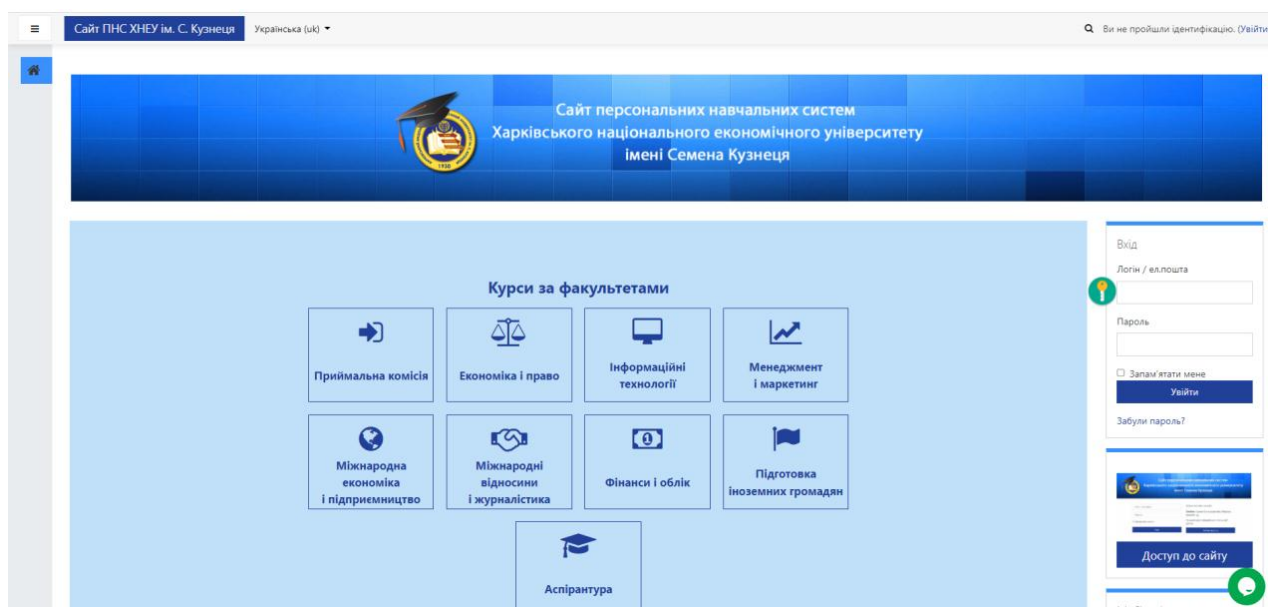 Сайт ПНС ХНЕУ ім. С. Кузнеця
Українська (uk)
Ви не пройшли ідентифікацію. (Увійти
Сайт персональних навчальних систем
Харківського національного економічного університету
імені Семена Кузнеця
1930
Курси за факультетами
Приймальна комісія
Економіка і право
Інформаційні
технології
Менеджмент
і маркетинг
Міжнародна
економіка
і підприємництво
Міжнародні
відносини
і журналістика
Фінанси і облік
Підготовка
іноземних громадян
Аспірантура
Вхід
Логін / ел.пошта
Пароль
Запам'ятати мене
Увійти
Забули пароль?
Доступ до сайту